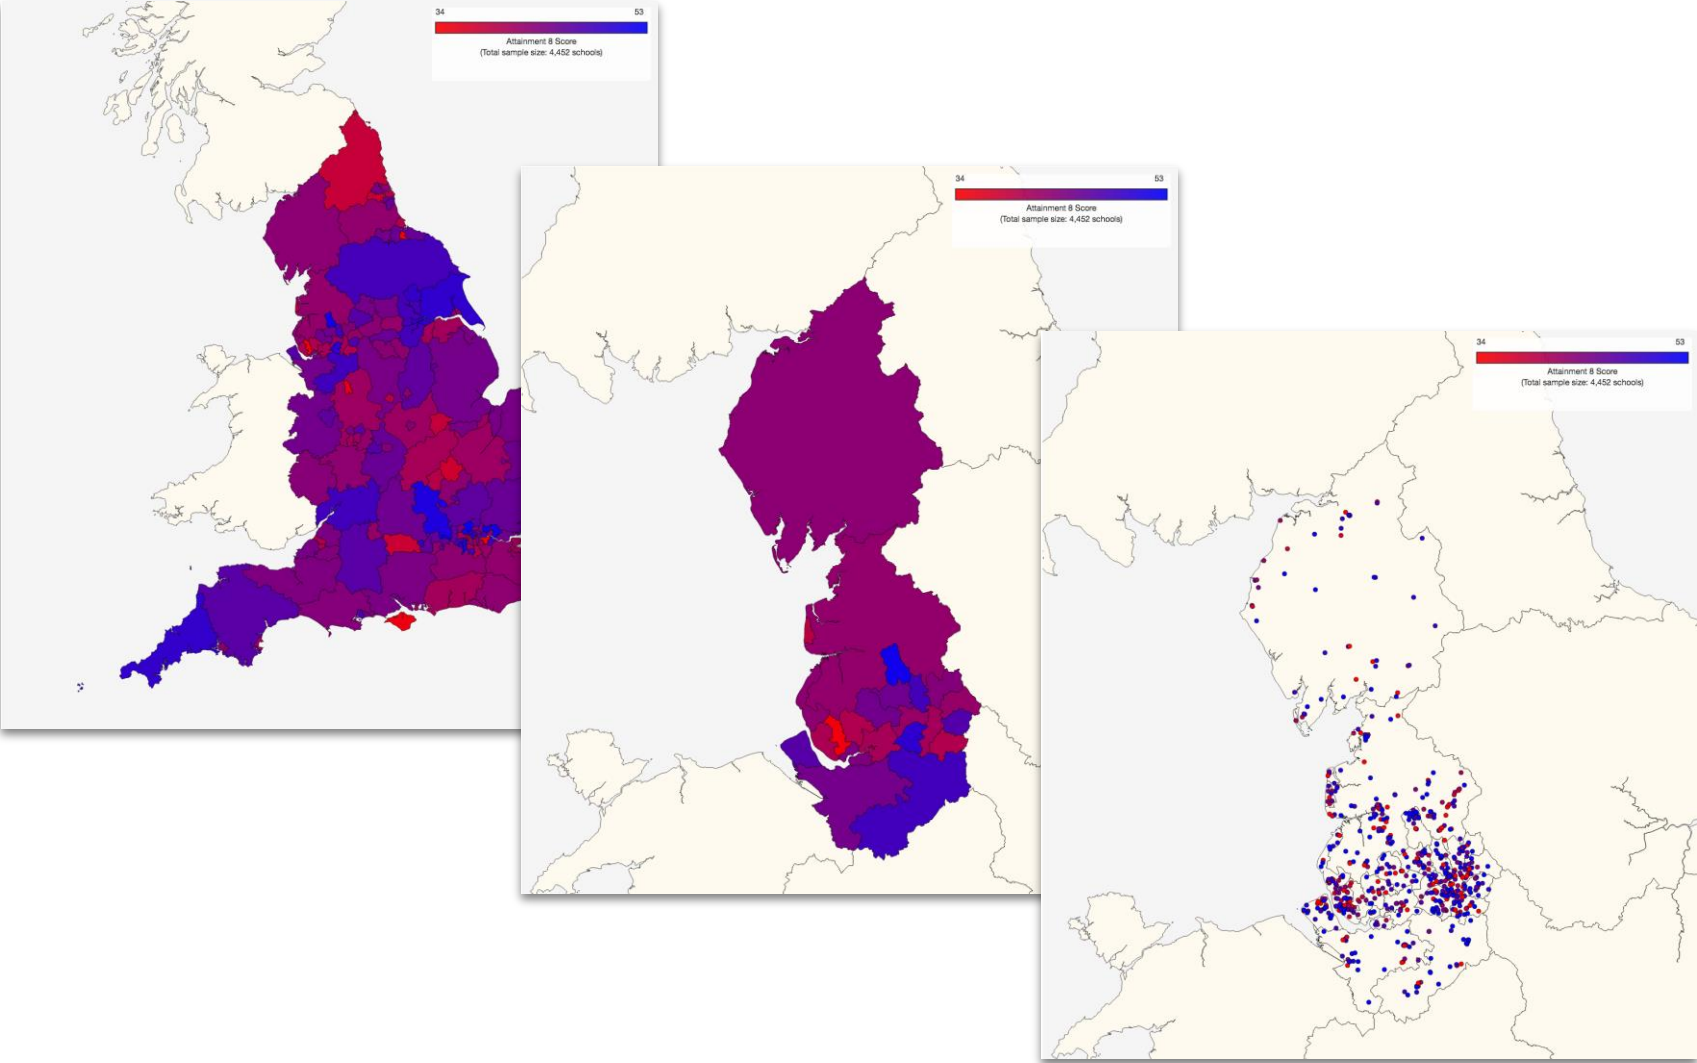 34 53
Attainment 8 Score
(Total sample size: 4,452 schools)
34 53
Attainment 8 Score
(Total sample size: 4,452 schools)
34 53
Attainment 8 Score
(Total sample size: 4,452 schools)